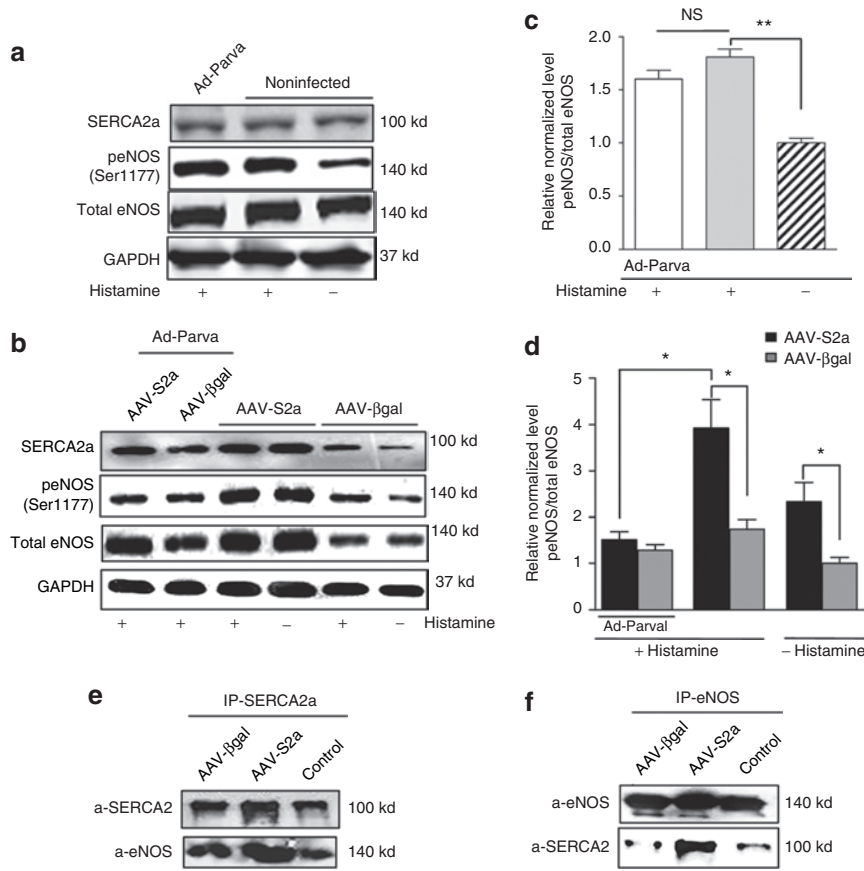 a
Ad-Parva
Noninfected
SERCA2a
100 kd
peNOS
(Ser1177)
140 kd
Total eNOS
140 kd
GAPDH
37 kd
Histamine + + −
b
Ad-Parva
AAV-S2a
AAV-βgal
AAV-S2a
AAV-βgal
SERCA2a
100 kd
peNOS
(Ser1177)
140 kd
Total eNOS
140 kd
GAPDH
37 kd
+ + + − + − Histamine
c
NS
**
2.0
1.5
1.0
0.5
0.0
Relative normalized level
peNOS/total eNOS
Ad-Parva
Histamine + + −
d
AAV-S2a
AAV-βgal
*
*
*
5
4
3
2
1
0
Relative normalized level
peNOS/total eNOS
Ad-Parval
+ Histamine
− Histamine
e
IP-SERCA2a
AAV-βgal
AAV-S2a
Control
a-SERCA2
100 kd
a-eNOS
140 kd
f
IP-eNOS
AAV-βgal
AAV-S2a
Control
a-eNOS
140 kd
a-SERCA2
100 kd